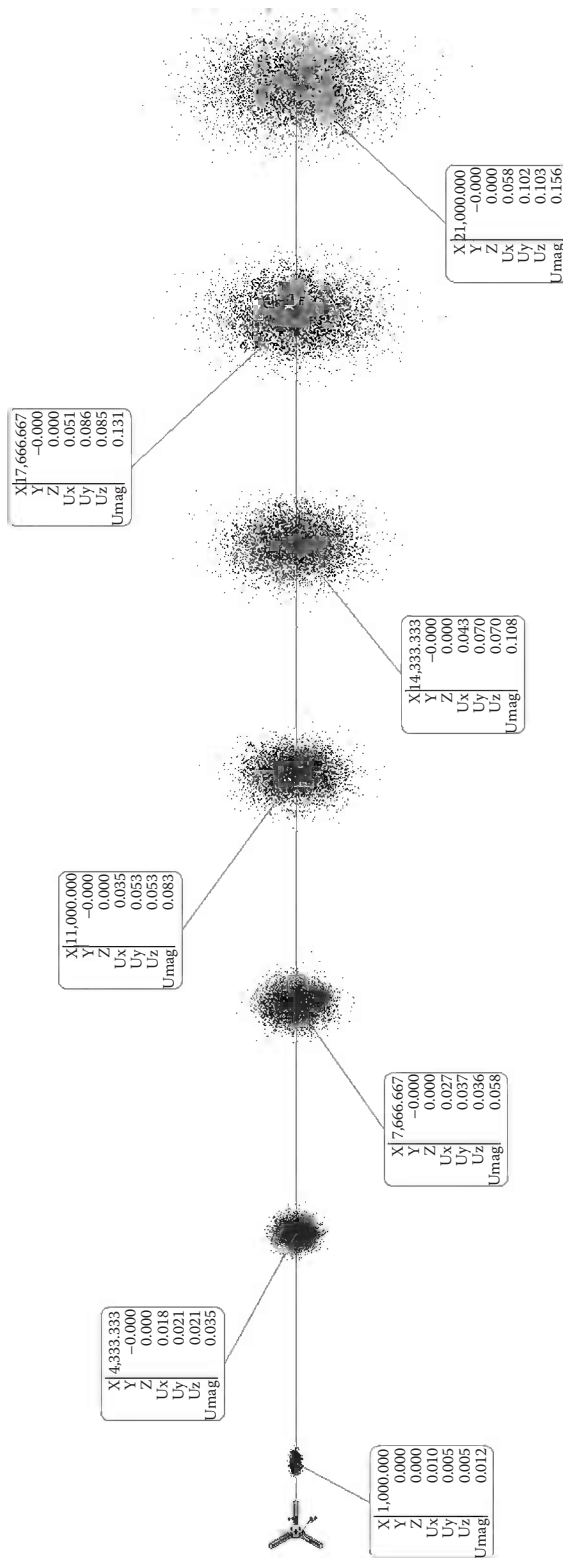 X 1,000.000
Y 0.000
Z 0.000
Ux 0.010
Uy 0.005
Uz 0.005
Umag 0.012
X 4,333.333
Y −0.000
Z 0.000
Ux 0.018
Uy 0.021
Uz 0.021
Umag 0.035
X 7,666.667
Y −0.000
Z 0.000
Ux 0.027
Uy 0.037
Uz 0.036
Umag 0.058
X 11,000.000
Y −0.000
Z 0.000
Ux 0.035
Uy 0.053
Uz 0.053
Umag 0.083
X 14,333.333
Y −0.000
Z 0.000
Ux 0.043
Uy 0.070
Uz 0.070
Umag 0.108
X 17,666.667
Y −0.000
Z 0.000
Ux 0.051
Uy 0.086
Uz 0.085
Umag 0.131
X 21,000.000
Y −0.000
Z 0.000
Ux 0.058
Uy 0.102
Uz 0.103
Umag 0.156